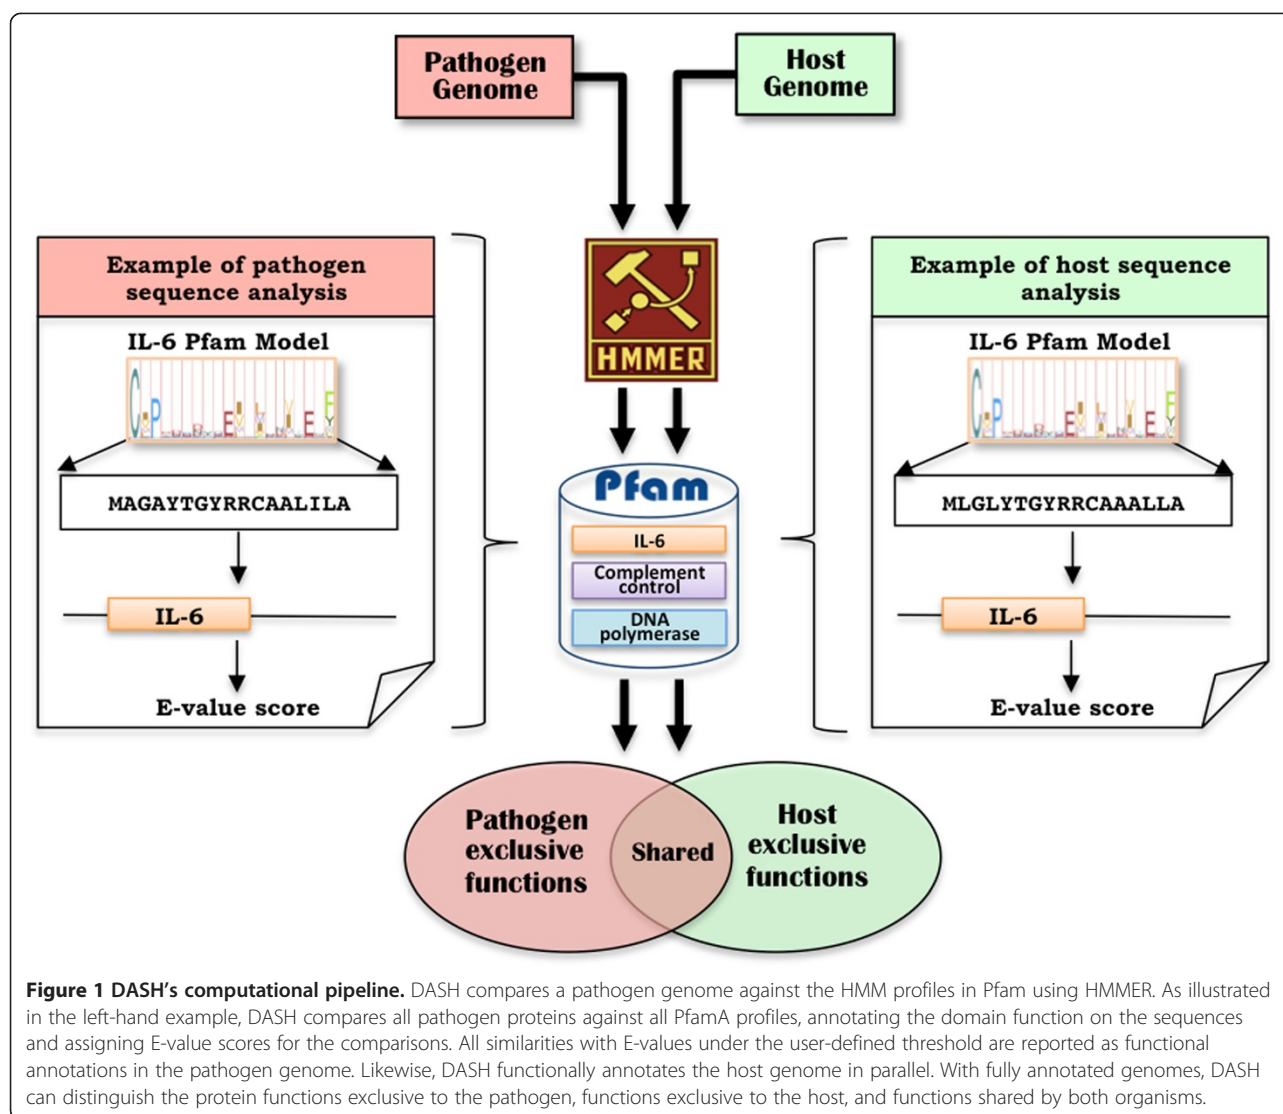 Pathogen
Genome
Host
Genome
HMMER
Example of pathogen
sequence analysis
IL-6 Pfam Model
MAGAYTGYRRCAALILA
IL-6
E-value score
Pfam
IL-6
Complement
control
DNA
polymerase
Example of host sequence
analysis
IL-6 Pfam Model
MLGLYTGYRRCAAALLA
IL-6
E-value score
Pathogen
exclusive
functions
Shared
Host
exclusive
functions
Figure 1 DASH's computational pipeline. DASH compares a pathogen genome against the HMM profiles in Pfam using HMMER. As illustrated
in the left-hand example, DASH compares all pathogen proteins against all PfamA profiles, annotating the domain function on the sequences
and assigning E-value scores for the comparisons. All similarities with E-values under the user-defined threshold are reported as functional
annotations in the pathogen genome. Likewise, DASH functionally annotates the host genome in parallel. With fully annotated genomes, DASH
can distinguish the protein functions exclusive to the pathogen, functions exclusive to the host, and functions shared by both organisms.